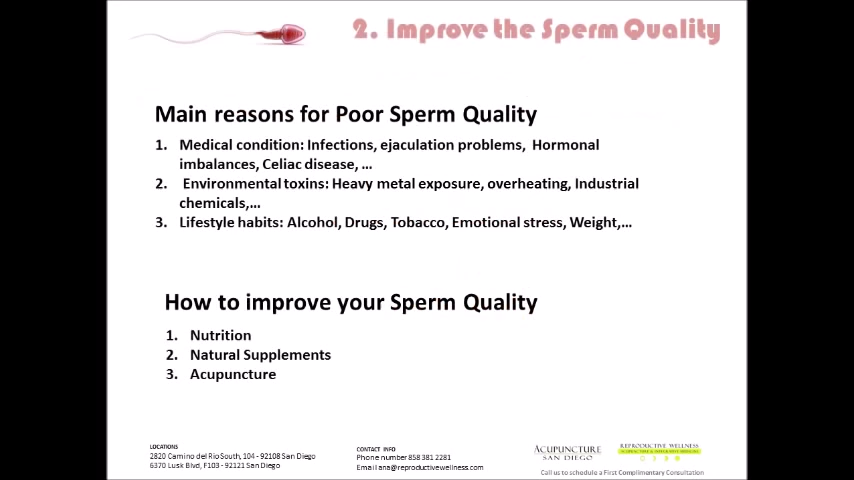 2. Improve the Sperm Quality
Main reasons for Poor Sperm Quality
1. Medical condition: Infections, ejaculation problems, Hormonal
imbalances, Celiac disease, ...
2. Environmental toxins: Heavy metal exposure, overheating, Industrial
chemicals,...
3. Lifestyle habits: Alcohol, Drugs, Tobacco, Emotional stress, Weight,...
How to improve your Sperm Quality
1. Nutrition
2. Natural Supplements
3. Acupuncture
LOCATIONS
2820 Camino del Rio South, 104 - 92108 San Diego
6370 Lusk Blvd, F103 - 92121 San Diego
CONTACT INFO
Phone number 858 381 2281
Email ana@reproductivewellness.com
ACUPUNCTURE
SAN DIEGO
REPRODUCTIVE WELLNESS
Call us to schedule a First Complimentary Consultation